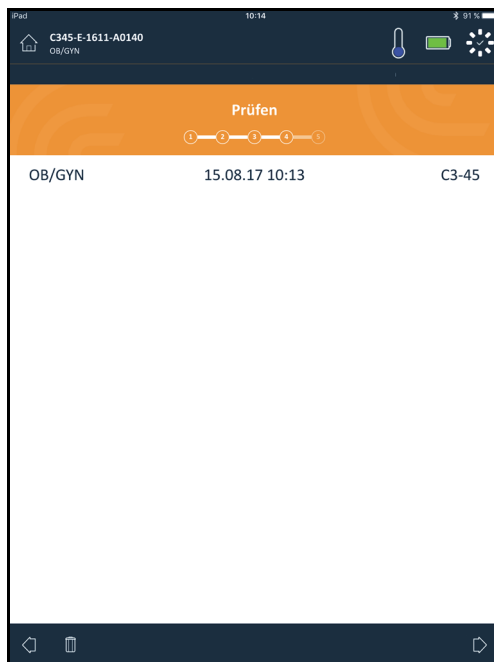 iPad 10:14 91 %
C345-E-1611-A0140
OB/GYN
Prüfen
1 2 3 4 5
OB/GYN 15.08.17 10:13 C3-45